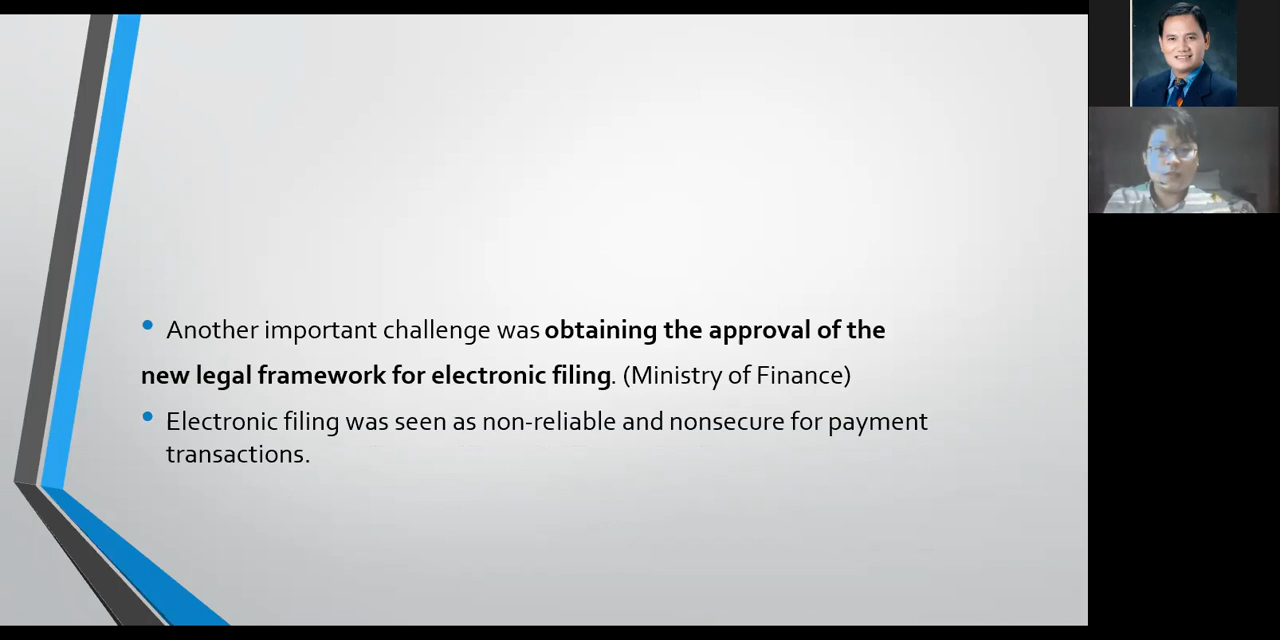 • Another important challenge was obtaining the approval of the
new legal framework for electronic filing. (Ministry of Finance)
• Electronic filing was seen as non-reliable and nonsecure for payment
transactions.